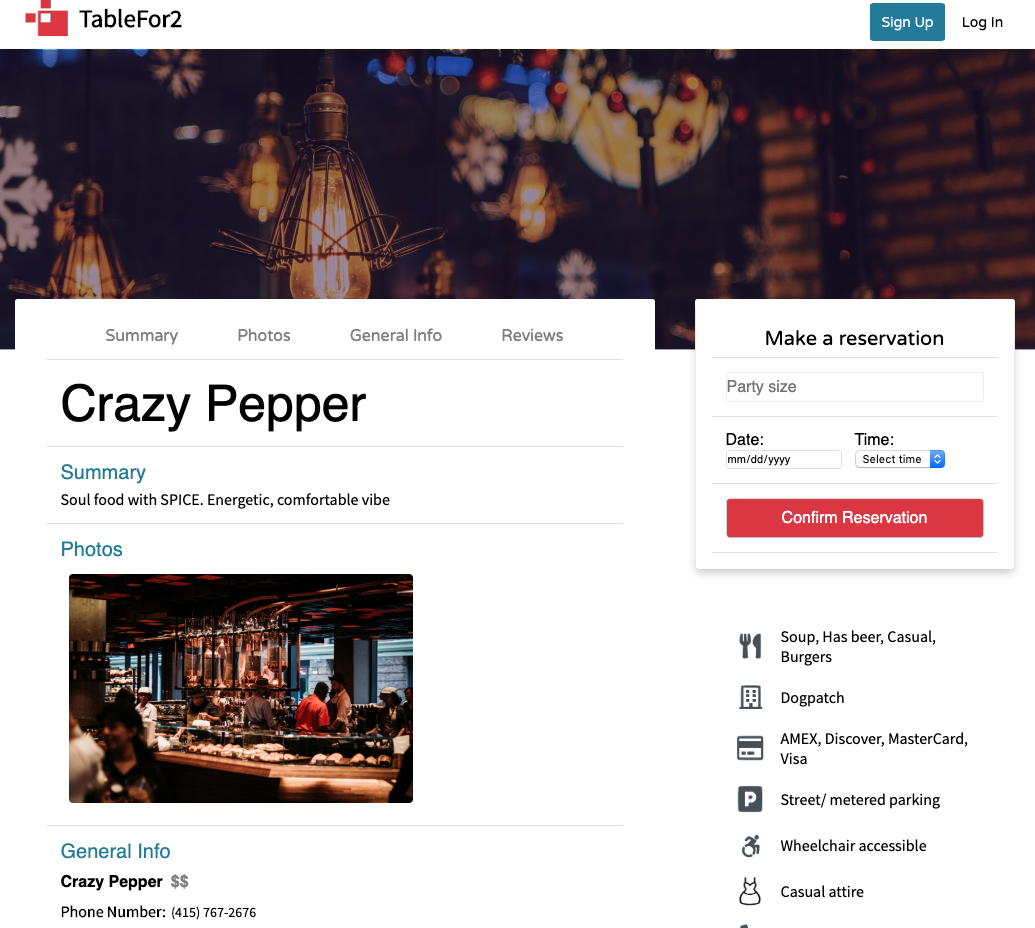 TableFor2
Sign Up
Log In
Summary
Photos
General Info
Reviews
Crazy Pepper
Summary
Soul food with SPICE. Energetic, comfortable vibe
Photos
General Info
Crazy Pepper $$
Phone Number: (415) 767-2676
Make a reservation
Party size
Date:
Time:
mm/dd/yyyy
Select time
Confirm Reservation
Soup, Has beer, Casual,
Burgers
Dogpatch
AMEX, Discover, MasterCard,
Visa
P
Street/ metered parking
Wheelchair accessible
Casual attire